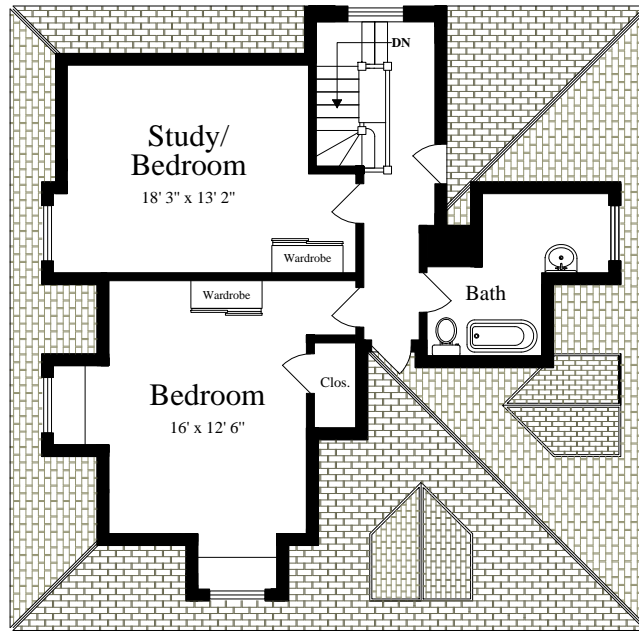 DN
Study/
Bedroom
18' 3" x 13' 2"
Wardrobe
Wardrobe
Bath
Clos.
Bedroom
16' x 12' 6"